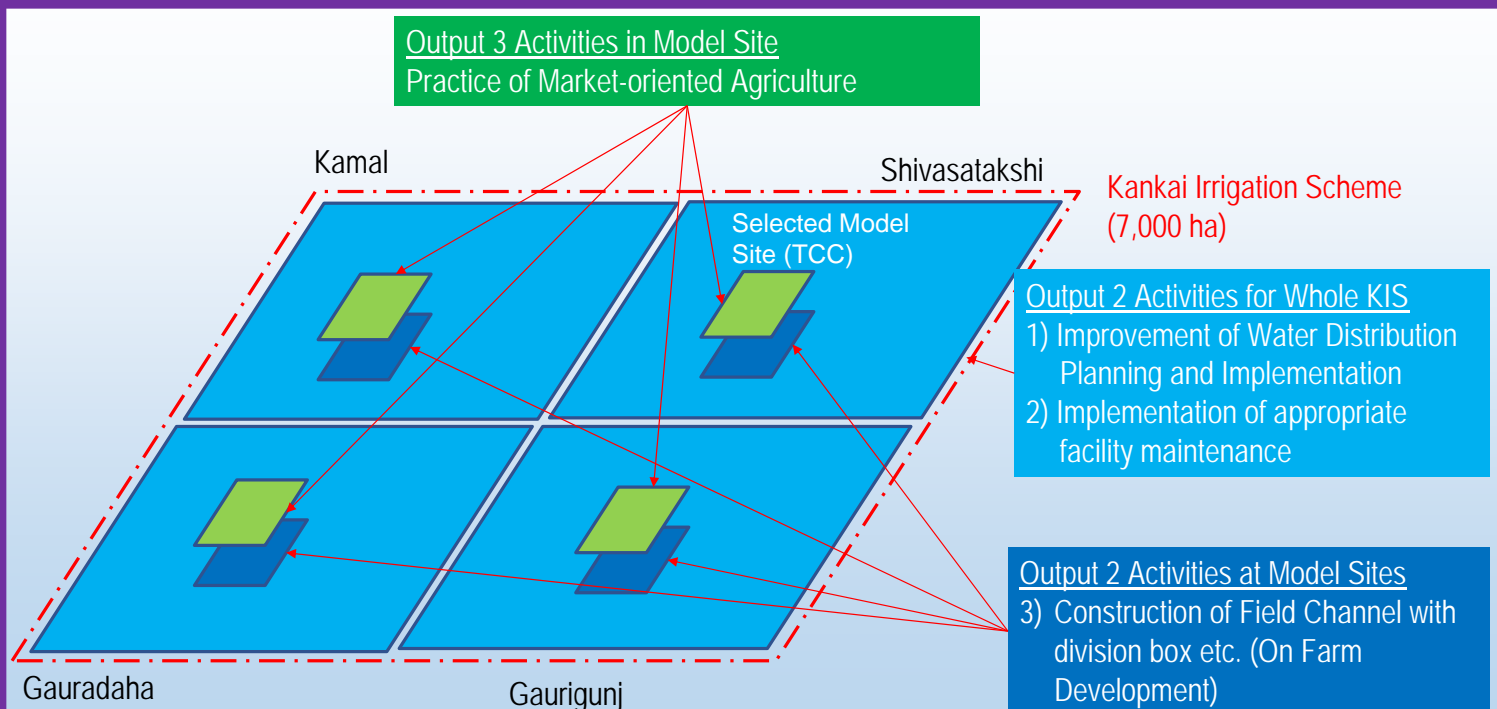 Output 3 Activities in Model Site
Practice of Market-oriented Agriculture
Kamal
Shivasatakshi
Kankai Irrigation Scheme
(7,000 ha)
Selected Model
Site (TCC)
Output 2 Activities for Whole KIS
1) Improvement of Water Distribution
Planning and Implementation
2) Implementation of appropriate
facility maintenance
Output 2 Activities at Model Sites
3) Construction of Field Channel with
division box etc. (On Farm
Development)
Gauradaha
Gaurigunj